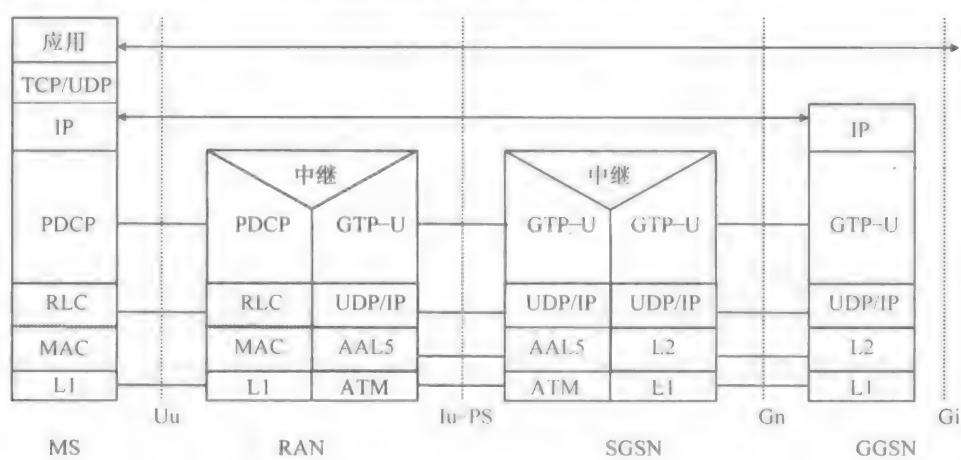 应用
TCP/UDP
IP IP
中继 中继
PDCP PDCP GTP-U GTP-U GTP-U GTP-U
RLC RLC UDP/IP UDP/IP UDP/IP UDP/IP
MAC MAC AAL5 AAL5 L2 L2
L1 L1 ATM ATM L1 L1
Uu Iu-PS Gn Gi
MS RAN SGSN GGSN